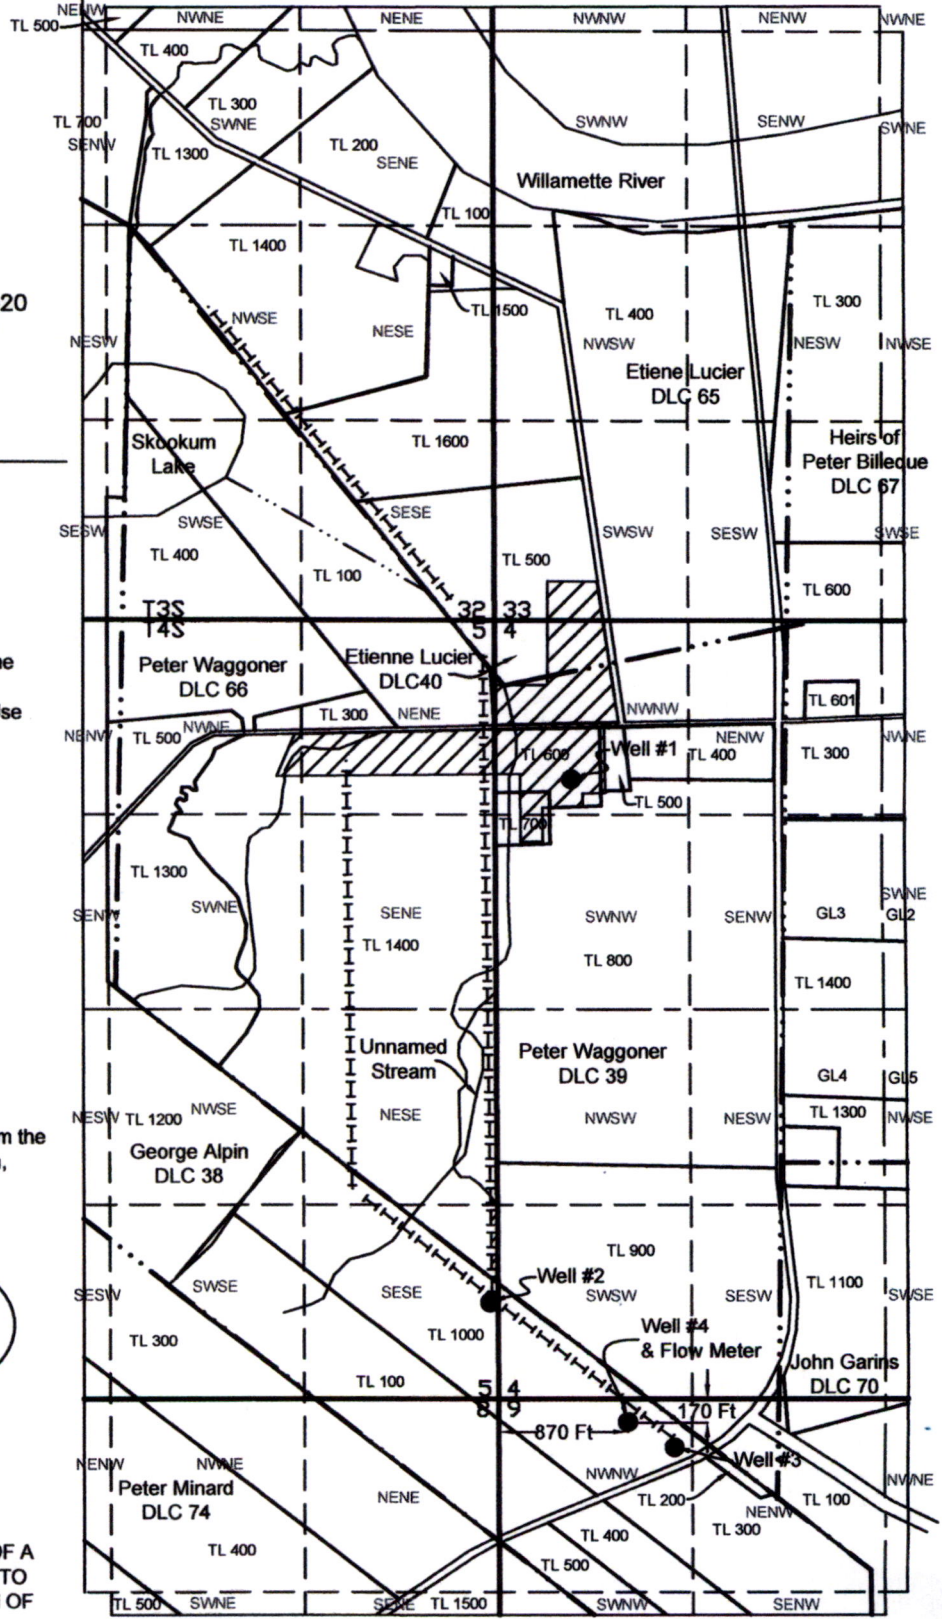 NENW
NWNE
NENE
NWNW
NENW
NWNE
TL 500
TL 400
TL 300
SWNE
TL 700
SENW
TL 1300
TL 200
SENE
SWNW
SENW
SWNE
Willamette River
TL 100
TL 1400
20
TL 1500
TL 400
TL 300
NWSE
NESE
NESW
NWSW
NESW
NWSE
Etiene Lucier
DLC 65
Skookum
Lake
TL 1600
Heirs of
Peter Billeque
DLC 67
SESW
SWSE
SESE
SWSW
SESW
SWSE
TL 400
TL 100
TL 500
TL 600
T3S
T4S
32
33
5
4
ne
Peter Waggoner
DLC 66
Etienne Lucier
DLC40
ise
TL 601
TL 300
NENE
NWNW
NENW
TL 500
NWNE
TL 600
Well #1
NENW
TL 400
TL 300
NWNE
TL 500
TL 700
TL 1300
SENW
SWNE
SENE
SWNW
SENW
SWNE
GL3
GL2
TL 1400
TL 800
TL 1400
Unnamed
Stream
Peter Waggoner
DLC 39
GL4
GL5
NESW
TL 1200
NWSE
NESE
NWSW
NESW
TL 1300
NWSE
m the
George Alpin
DLC 38
TL 900
Well #2
SESW
SWSE
SESE
SWSW
SESW
TL 1100
SWSE
TL 300
TL 1000
Well #4
& Flow Meter
John Garins
DLC 70
TL 100
5
4
8
9
170 Ft
870 Ft
NENW
NWNE
NWNW
Well #3
NWNE
Peter Minard
DLC 74
NENE
TL 200
NENW
TL 100
TL 400
TL 300
OF A
TO
OF
TL 400
TL 500
TL 500
SWNE
SENE
TL 1500
SWNW
SENW